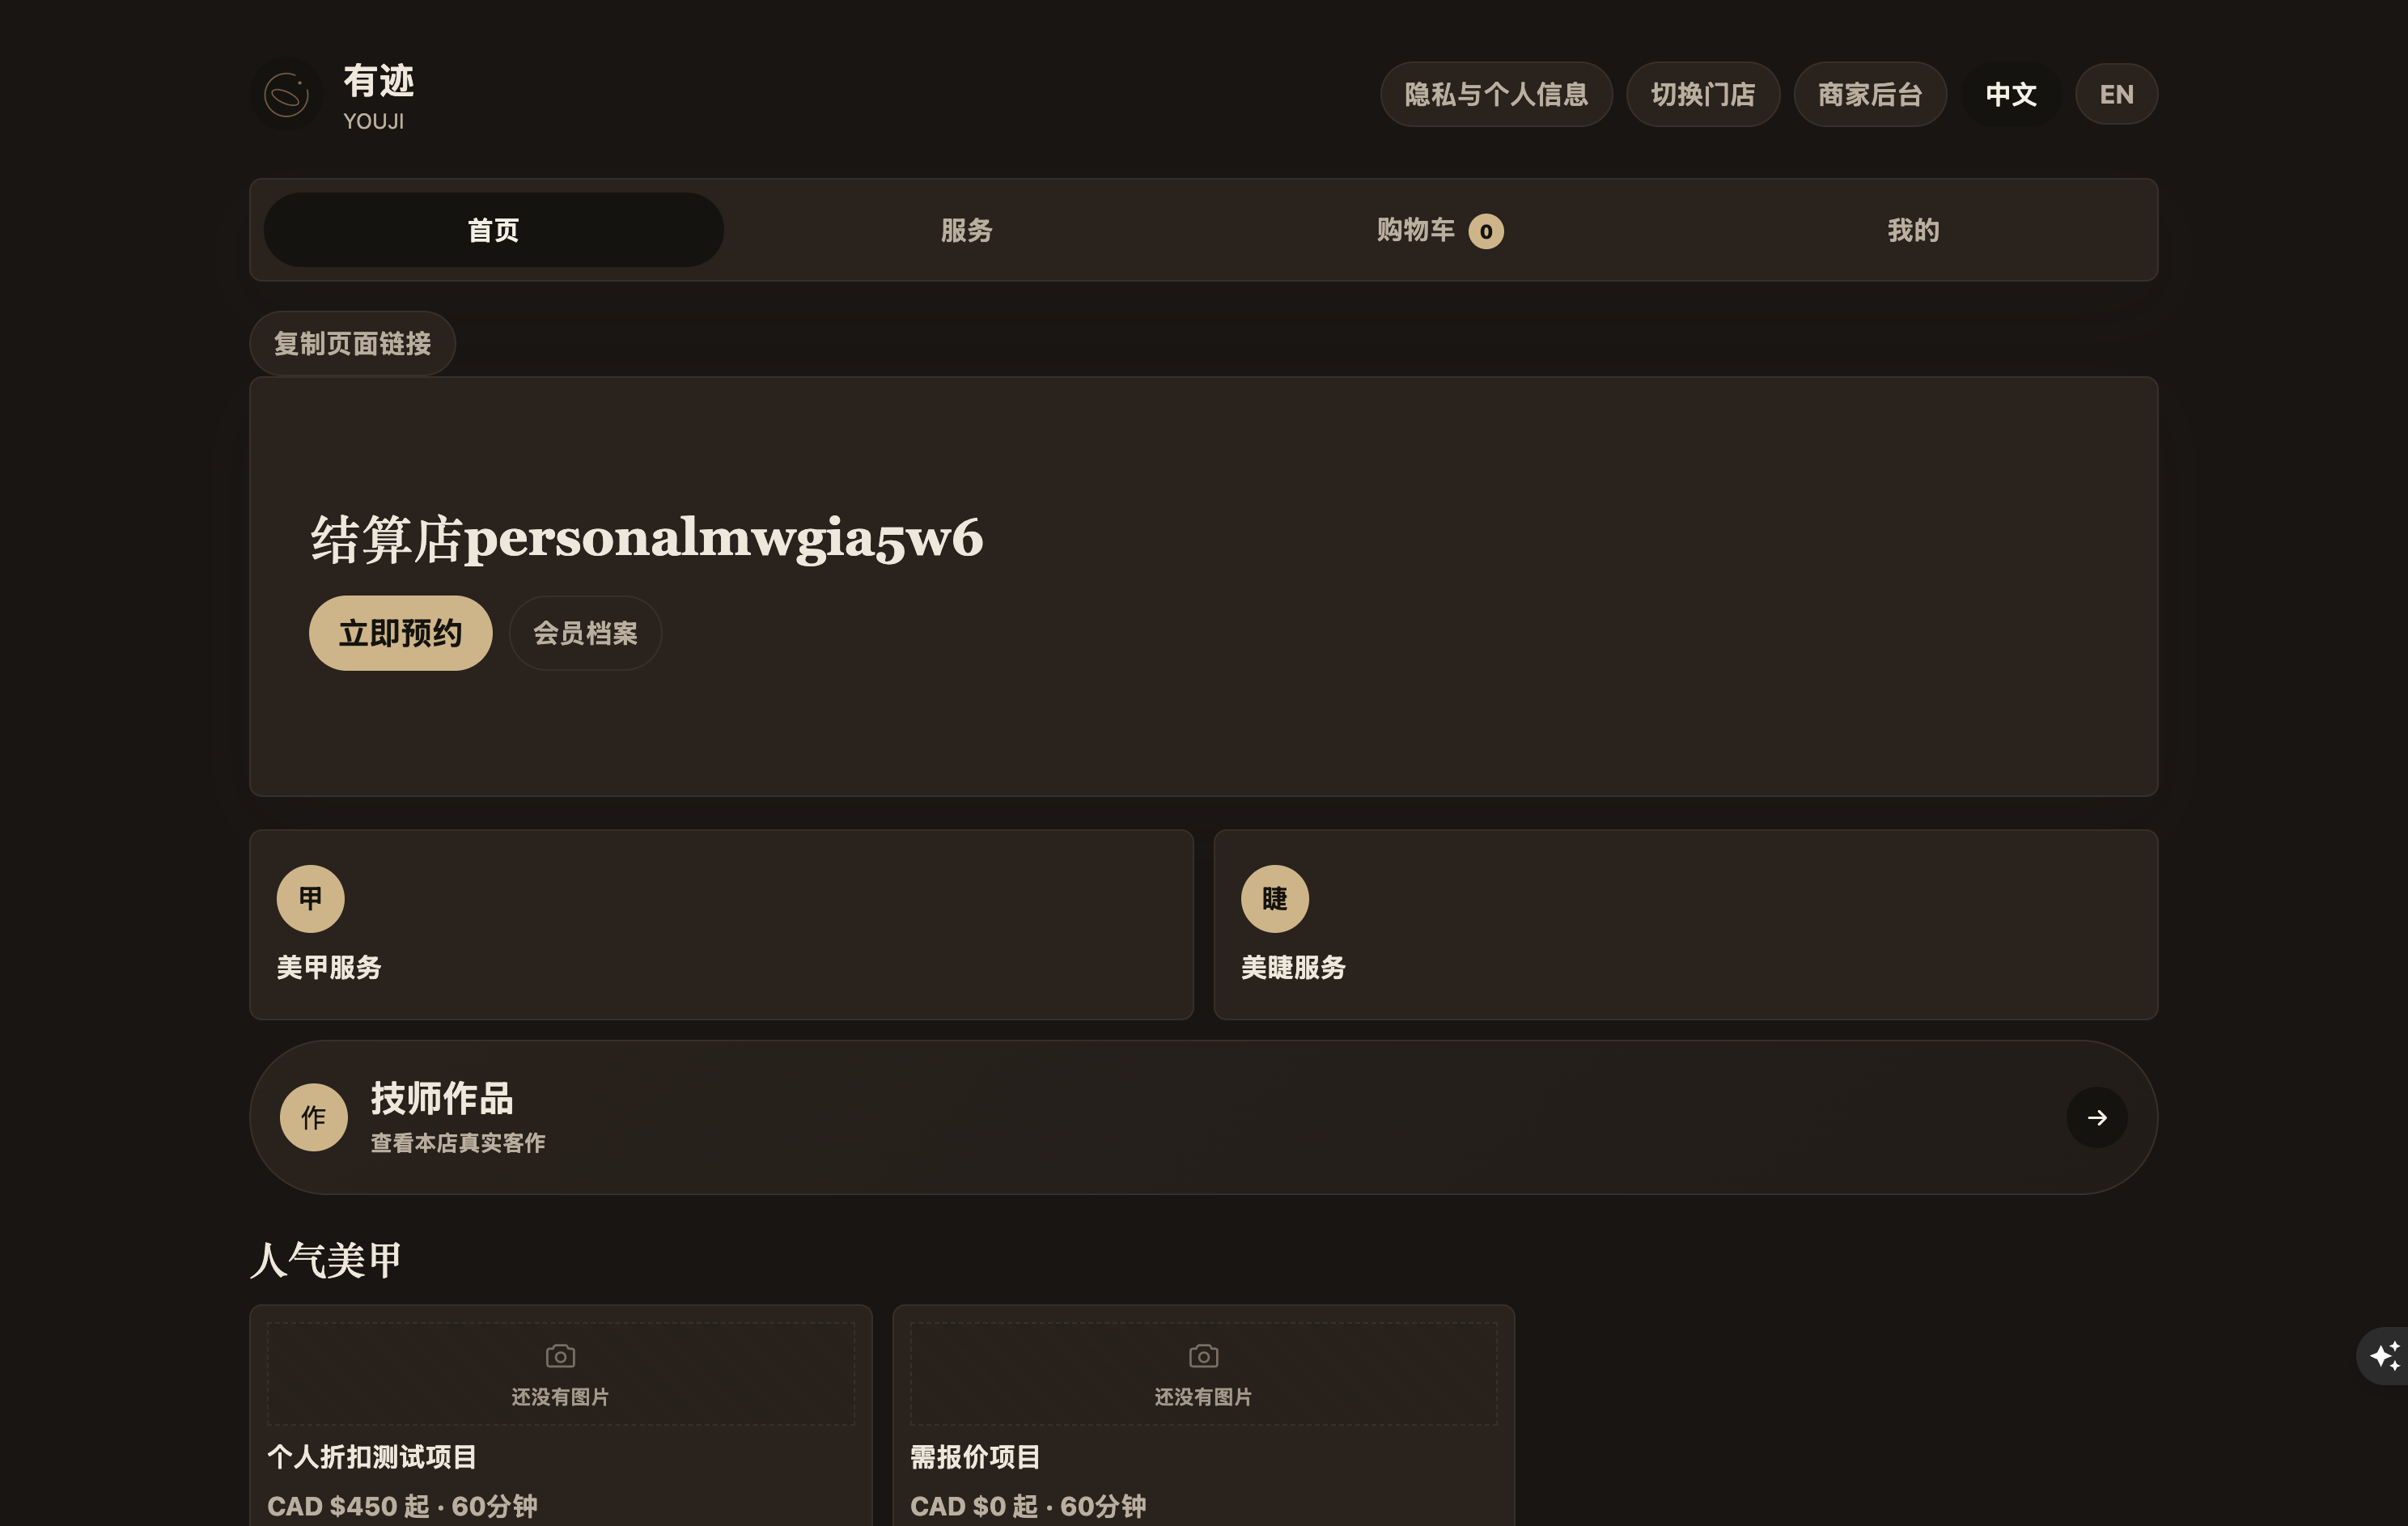 有迹
YOUJI
隐私与个人信息
切换门店
商家后台
中文
EN
首页
服务
购物车 0
我的
复制页面链接
结算店personalmwgia5w6
立即预约
会员档案
甲
美甲服务
睫
美睫服务
作
技师作品
查看本店真实客作
人气美甲
还没有图片
个人折扣测试项目
CAD $450 起 · 60分钟
还没有图片
需报价项目
CAD $0 起 · 60分钟